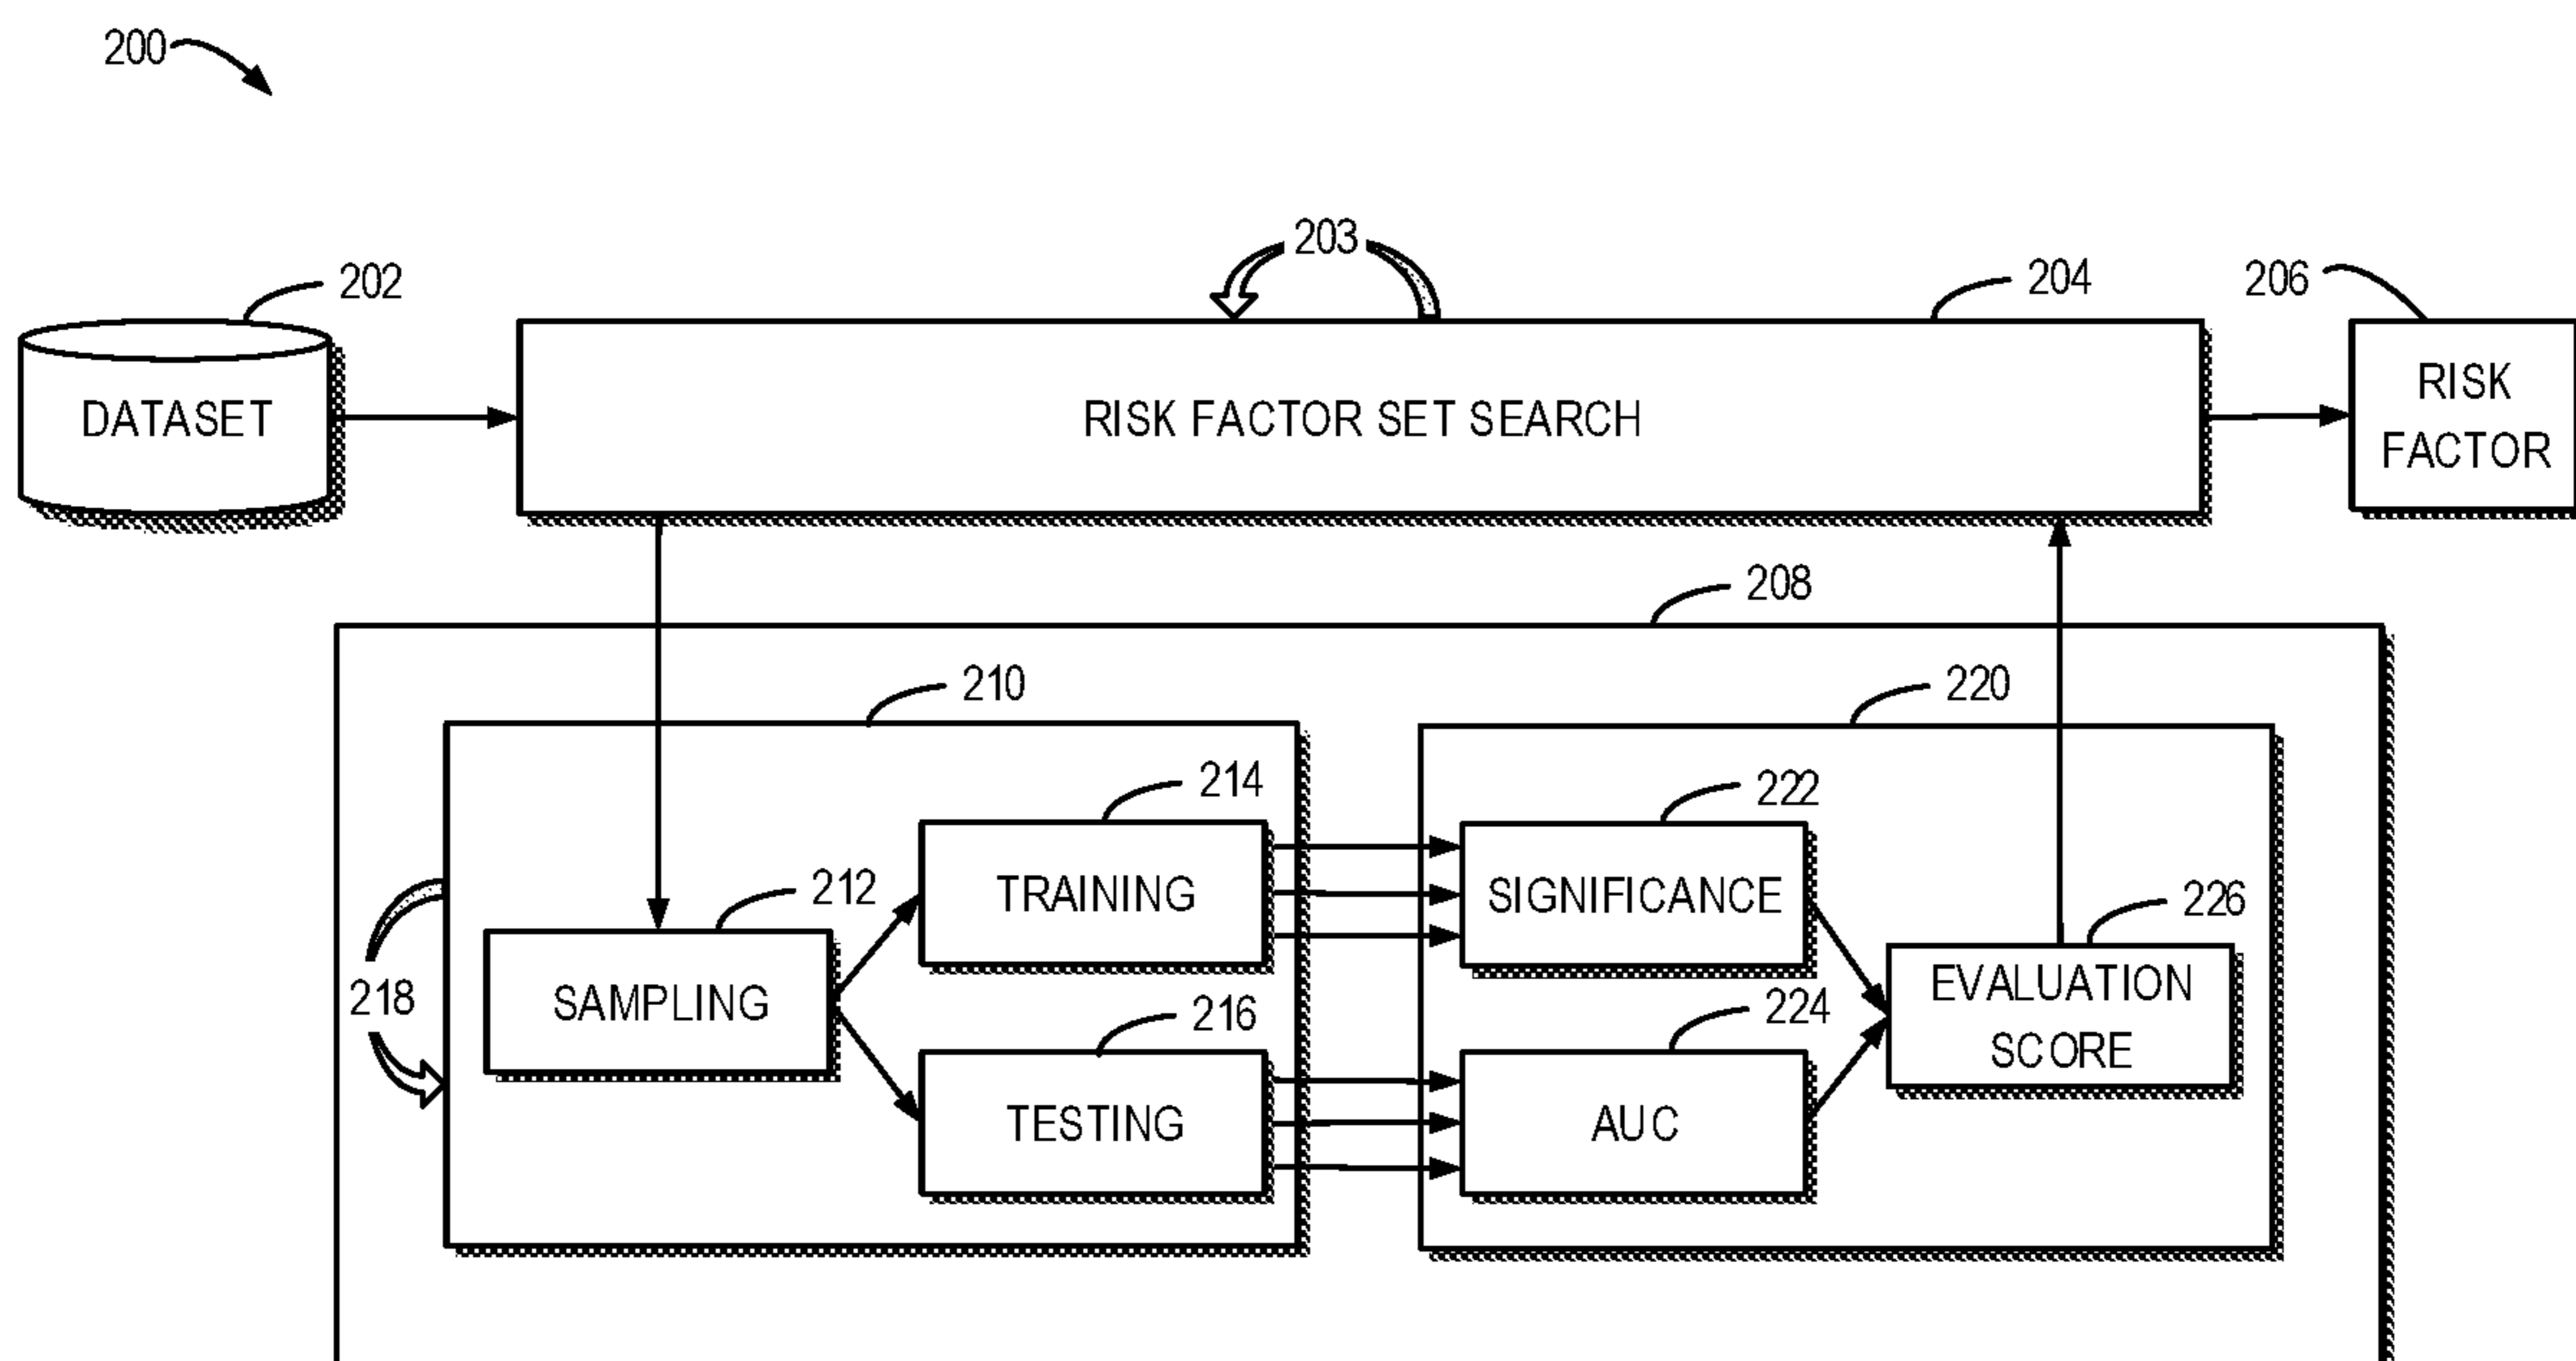 200
203
202
204
206
DATASET
RISK FACTOR SET SEARCH
RISK
FACTOR
208
210
220
214
222
212
TRAINING
SIGNIFICANCE
226
218
SAMPLING
216
224
EVALUATION
SCORE
TESTING
AUC